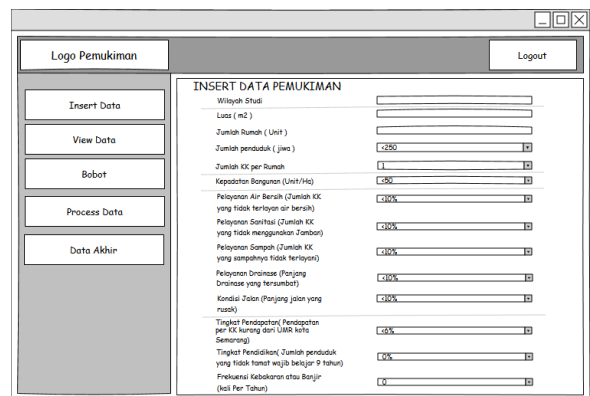 Logo Pemukiman
Logout
Insert Data
View Data
Bobot
Process Data
Data Akhir
INSERT DATA PEMUKIMAN
Wilayah Studi
Luas ( m2 )
Jumlah Rumah ( Unit )
Jumlah penduduk ( jiwa )
<250
Jumlah KK per Rumah
1
Kepadatan Bangunan (Unit/Ha)
<50
Pelayanan Air Bersih (Jumlah KK
yang tidak terlayan air bersih)
<10%
Pelayanan Sanitasi (Jumlah KK
yang tidak menggunakan Jamban)
<10%
Pelayanan Sampah (Jumlah KK
yang sampahnya tidak terlayani)
<10%
Pelayanan Drainase (Panjang
Drainase yang tersumbat)
<10%
Kondisi Jalan (Panjang jalan yang
rusak)
<10%
Tingkat Pendapatan( Pendapatan
per KK kurang dari UMR kota
Semarang)
<6%
Tingkat Pendidikan( Jumlah penduduk
yang tidak tamat wajib belajar 9 tahun)
0%
Frekuensi Kebakaran atau Banjir
(kali Per Tahun)
0